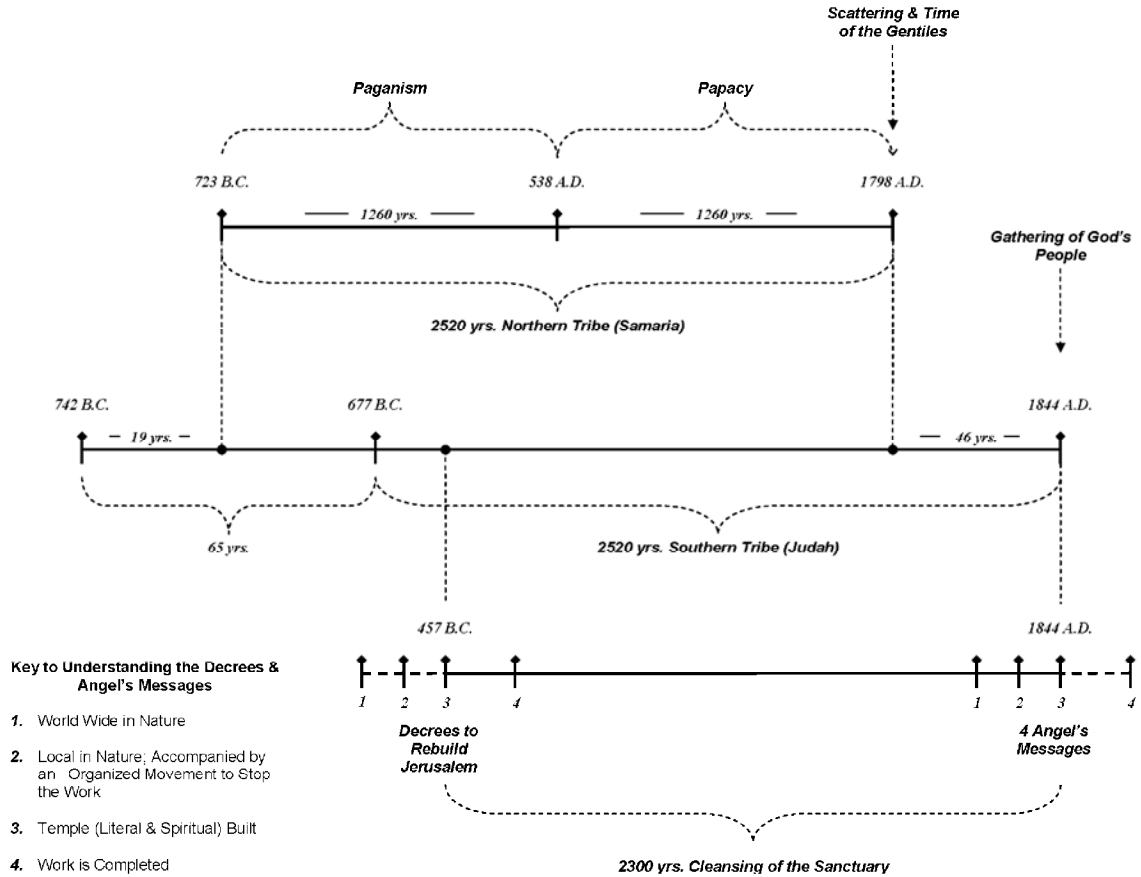 Scattering & Time
of the Gentiles
Paganism
Papacy
723 B.C.
538 A.D.
1798 A.D.
1260 yrs.
1260 yrs.
Gathering of God's
People
2520 yrs. Northern Tribe (Samaria)
742 B.C.
677 B.C.
1844 A.D.
19 yrs.
46 yrs.
65 yrs.
2520 yrs. Southern Tribe (Judah)
457 B.C.
1844 A.D.
1
2
3
4
1
2
3
4
Decrees to
Rebuild
Jerusalem
4 Angel's
Messages
2300 yrs. Cleansing of the Sanctuary
Key to Understanding the Decrees &
Angel's Messages
1. World Wide in Nature
2. Local in Nature; Accompanied by
an Organized Movement to Stop
the Work
3. Temple (Literal & Spiritual) Built
4. Work is Completed